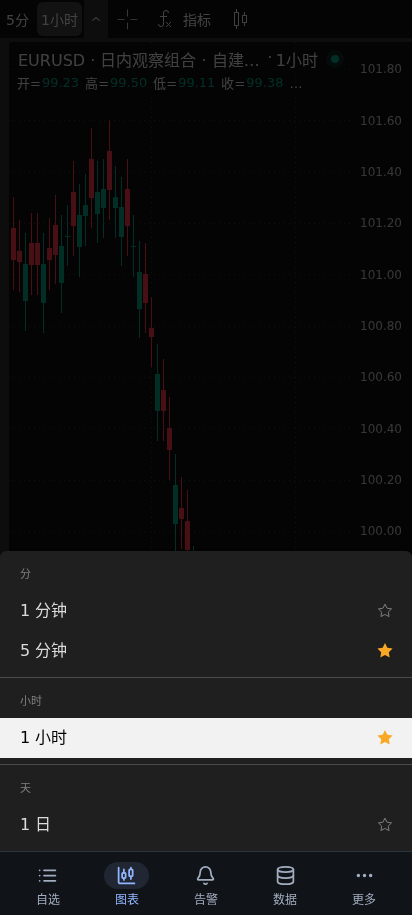 5分 1小时 指标
EURUSD · 日内观察组合 · 自建... · 1小时
开=99.23 高=99.50 低=99.11 收=99.38 ...
101.80
101.60
101.40
101.20
101.00
100.80
100.60
100.40
100.20
100.00
分
1 分钟
5 分钟
小时
1 小时
天
1 日
自选 图表 告警 数据 更多